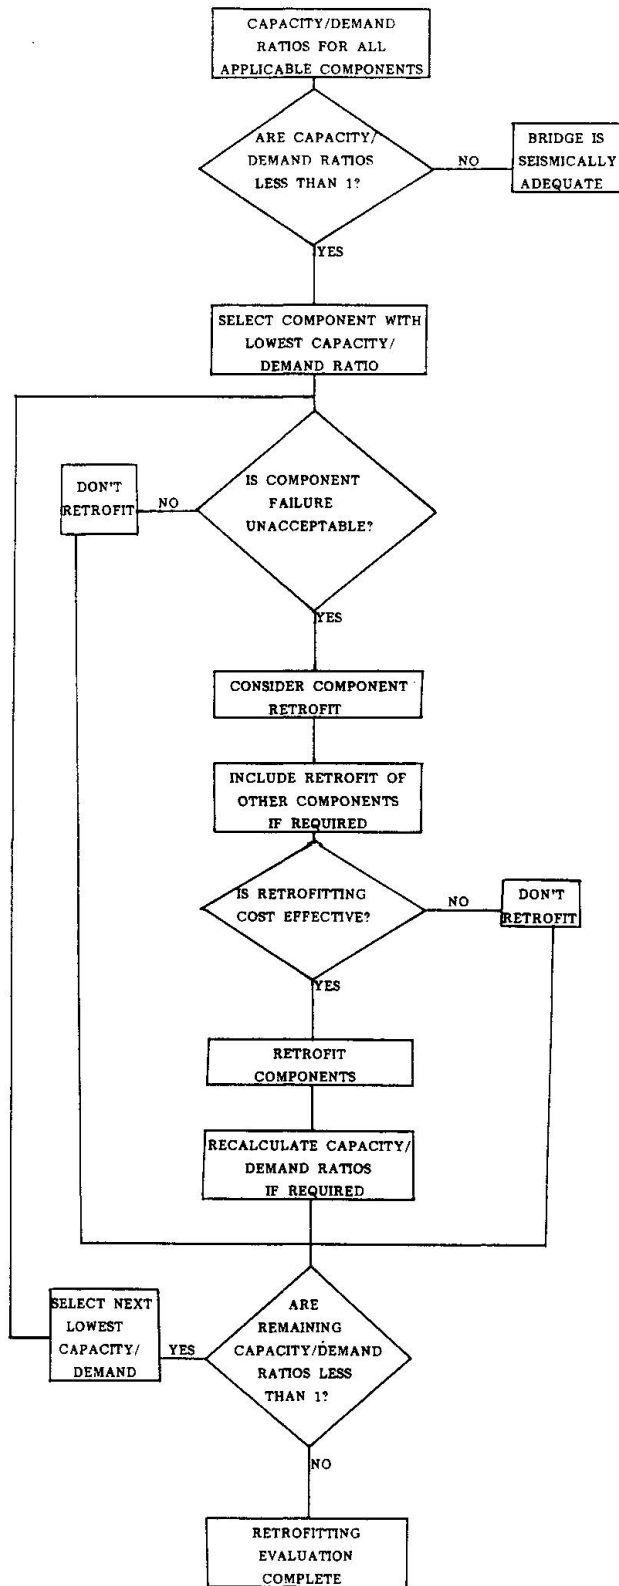 CAPACITY/DEMAND
RATIOS FOR ALL
APPLICABLE COMPONENTS
ARE CAPACITY/
DEMAND RATIOS
LESS THAN 1?
NO
BRIDGE IS
SEISMICALLY
ADEQUATE
YES
SELECT COMPONENT WITH
LOWEST CAPACITY/
DEMAND RATIO
IS COMPONENT
FAILURE
UNACCEPTABLE?
NO
DON'T
RETROFIT
YES
CONSIDER COMPONENT
RETROFIT
INCLUDE RETROFIT OF
OTHER COMPONENTS
IF REQUIRED
IS RETROFITTING
COST EFFECTIVE?
NO
DON'T
RETROFIT
YES
RETROFIT
COMPONENTS
RECALCULATE CAPACITY/
DEMAND RATIOS
IF REQUIRED
ARE
REMAINING
CAPACITY/DEMAND
RATIOS LESS
THAN 1?
YES
SELECT NEXT
LOWEST
CAPACITY/
DEMAND
NO
RETROFITTING
EVALUATION
COMPLETE